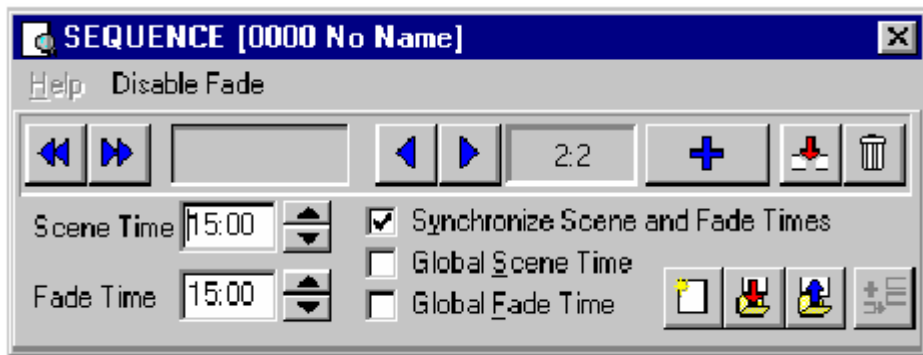 SEQUENCE [0000 No Name]
Help Disable Fade
2:2
Scene Time 15:00
Synchronize Scene and Fade Times
Global Scene Time
Fade Time 15:00
Global Fade Time